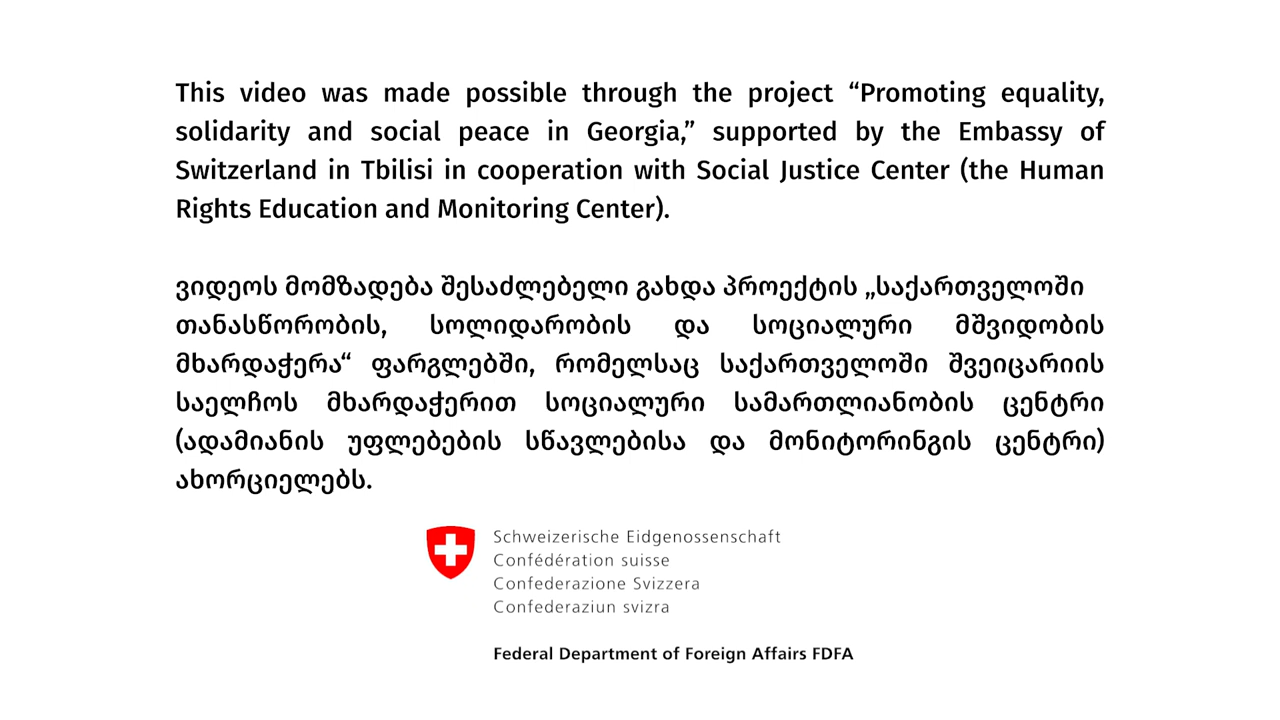 This video was made possible through the project “Promoting equality,
solidarity and social peace in Georgia,” supported by the Embassy of
Switzerland in Tbilisi in cooperation with Social Justice Center (the Human
Rights Education and Monitoring Center).
ვიდეოს მომზადება შესაძლებელი გახდა პროექტის „საქართველოში
თანასწორობის, სოლიდარობის და სოციალური მშვიდობის
მხარდაჭერა“ ფარგლებში, რომელსაც საქართველოში შვეიცარიის
საელჩოს მხარდაჭერით სოციალური სამართლიანობის ცენტრი
(ადამიანის უფლებების სწავლებისა და მონიტორინგის ცენტრი)
ახორციელებს.
Schweizerische Eidgenossenschaft
Confédération suisse
Confederazione Svizzera
Confederaziun svizra
Federal Department of Foreign Affairs FDFA